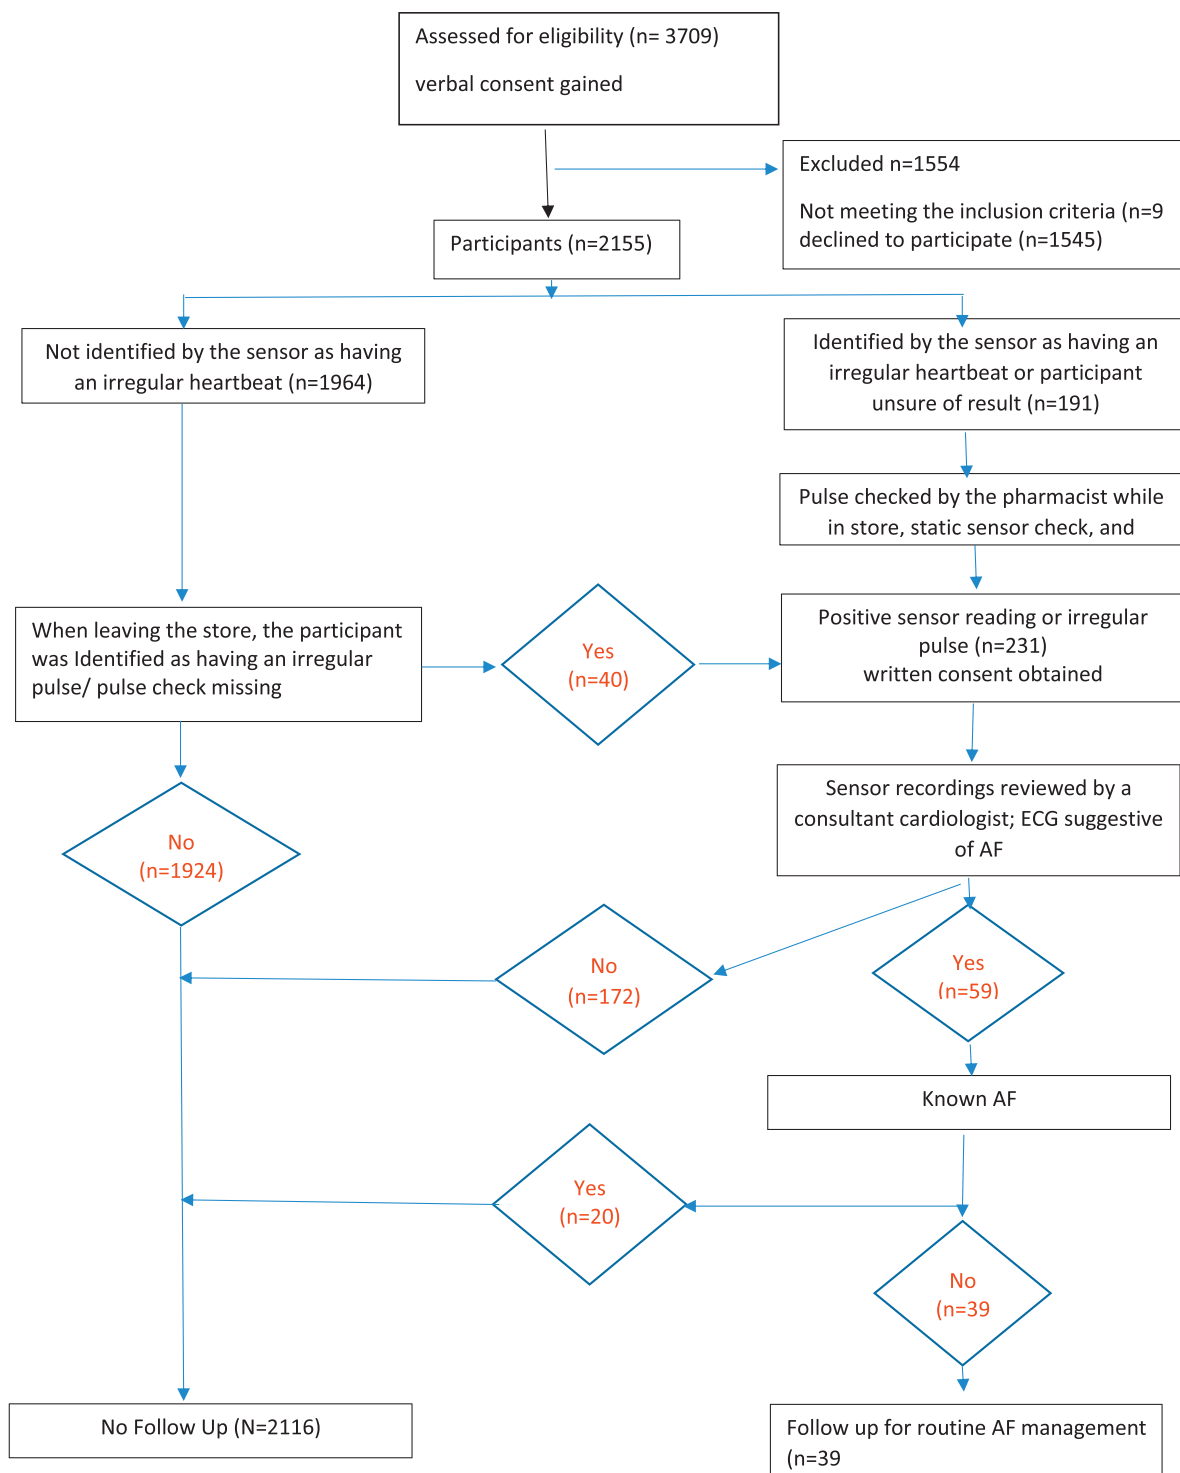 Assessed for eligibility (n= 3709)
verbal consent gained
Excluded n=1554
Not meeting the inclusion criteria (n=9
declined to participate (n=1545)
Participants (n=2155)
Not identified by the sensor as having
an irregular heartbeat (n=1964)
Identified by the sensor as having an
irregular heartbeat or participant
unsure of result (n=191)
Pulse checked by the pharmacist while
in store, static sensor check, and
When leaving the store, the participant
was Identified as having an irregular
pulse/ pulse check missing
Yes
(n=40)
Positive sensor reading or irregular
pulse (n=231)
written consent obtained
Sensor recordings reviewed by a
consultant cardiologist; ECG suggestive
of AF
No
(n=1924)
No
(n=172)
Yes
(n=59)
Known AF
Yes
(n=20)
No
(n=39
No Follow Up (N=2116)
Follow up for routine AF management
(n=39